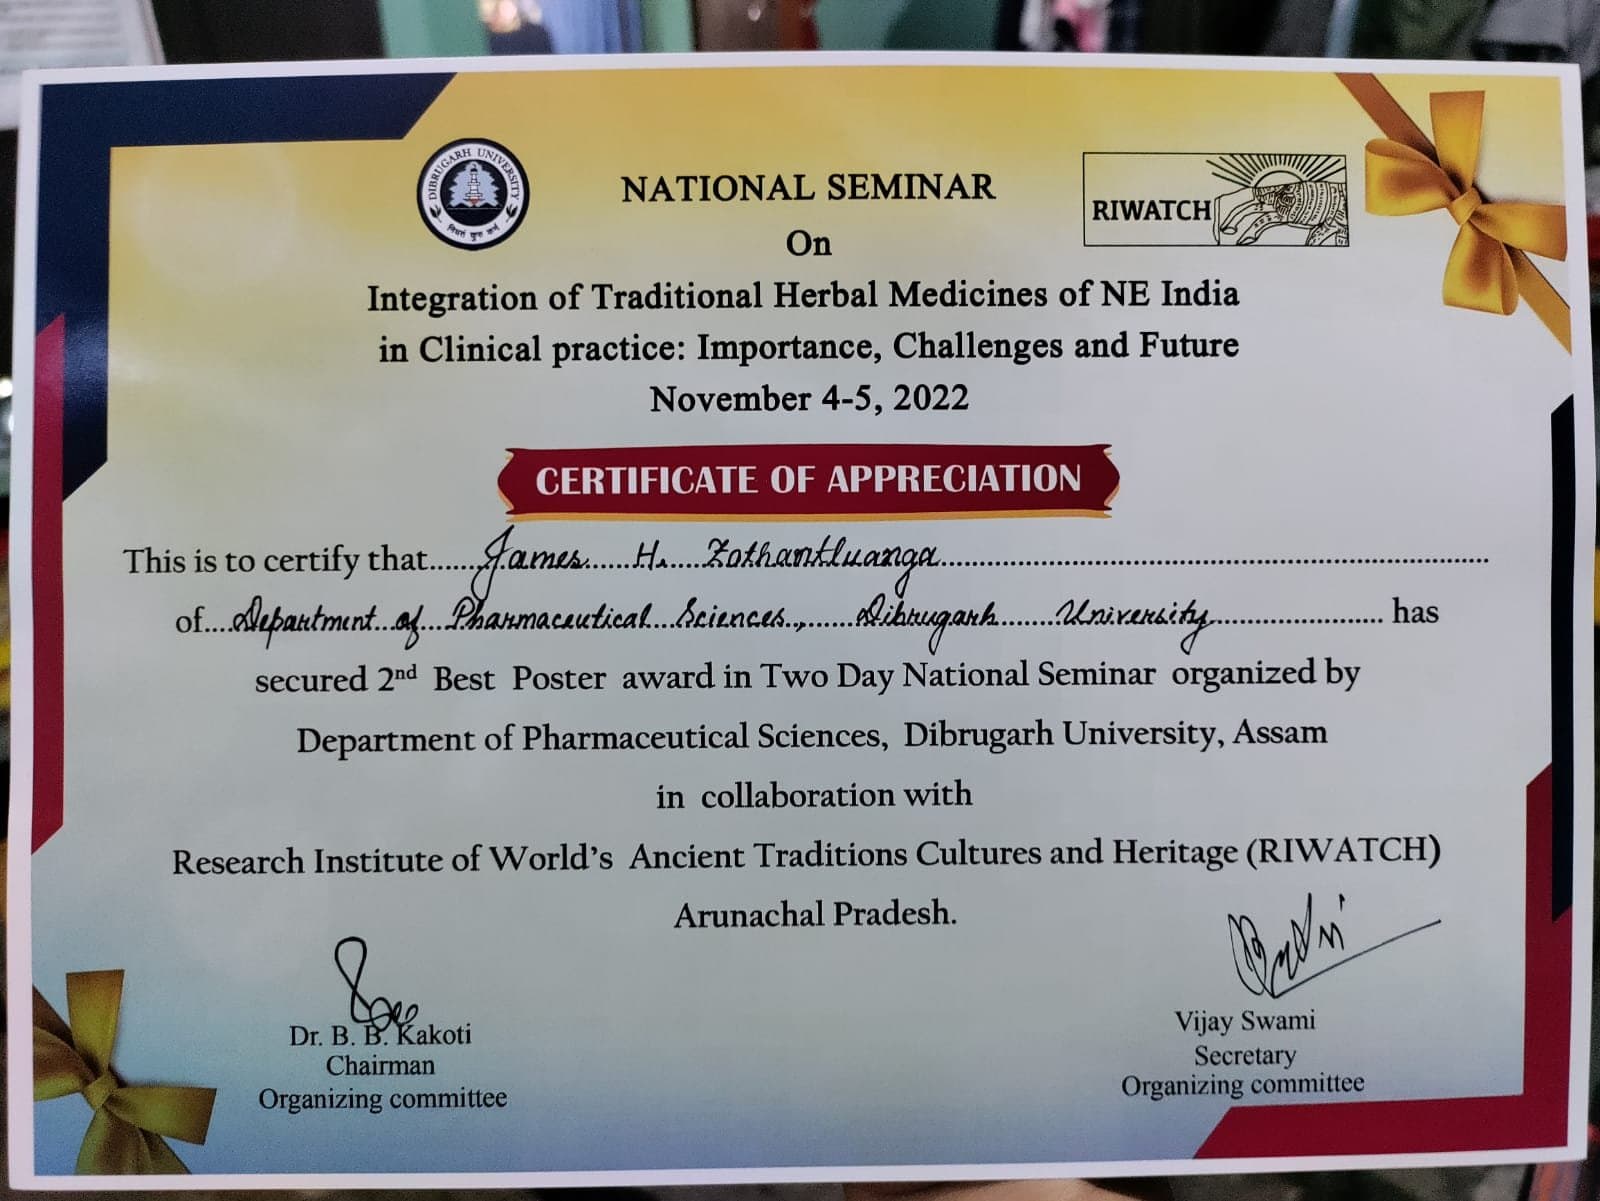 DIBRUGARH UNIVERSITY
नियतं कुरु कर्म
NATIONAL SEMINAR
RIWATCH
On
Integration of Traditional Herbal Medicines of NE India
in Clinical practice: Importance, Challenges and Future
November 4-5, 2022
CERTIFICATE OF APPRECIATION
This is to certify that......James......H.....Zothantluanga..........
of....Department...of...Pharmaceutical...Sciences.,......Dibrugarh.......University.......... has
secured 2nd Best Poster award in Two Day National Seminar organized by
Department of Pharmaceutical Sciences, Dibrugarh University, Assam
in collaboration with
Research Institute of World's Ancient Traditions Cultures and Heritage (RIWATCH)
Arunachal Pradesh.
Dr. B. B. Kakoti
Chairman
Organizing committee
Vijay Swami
Secretary
Organizing committee